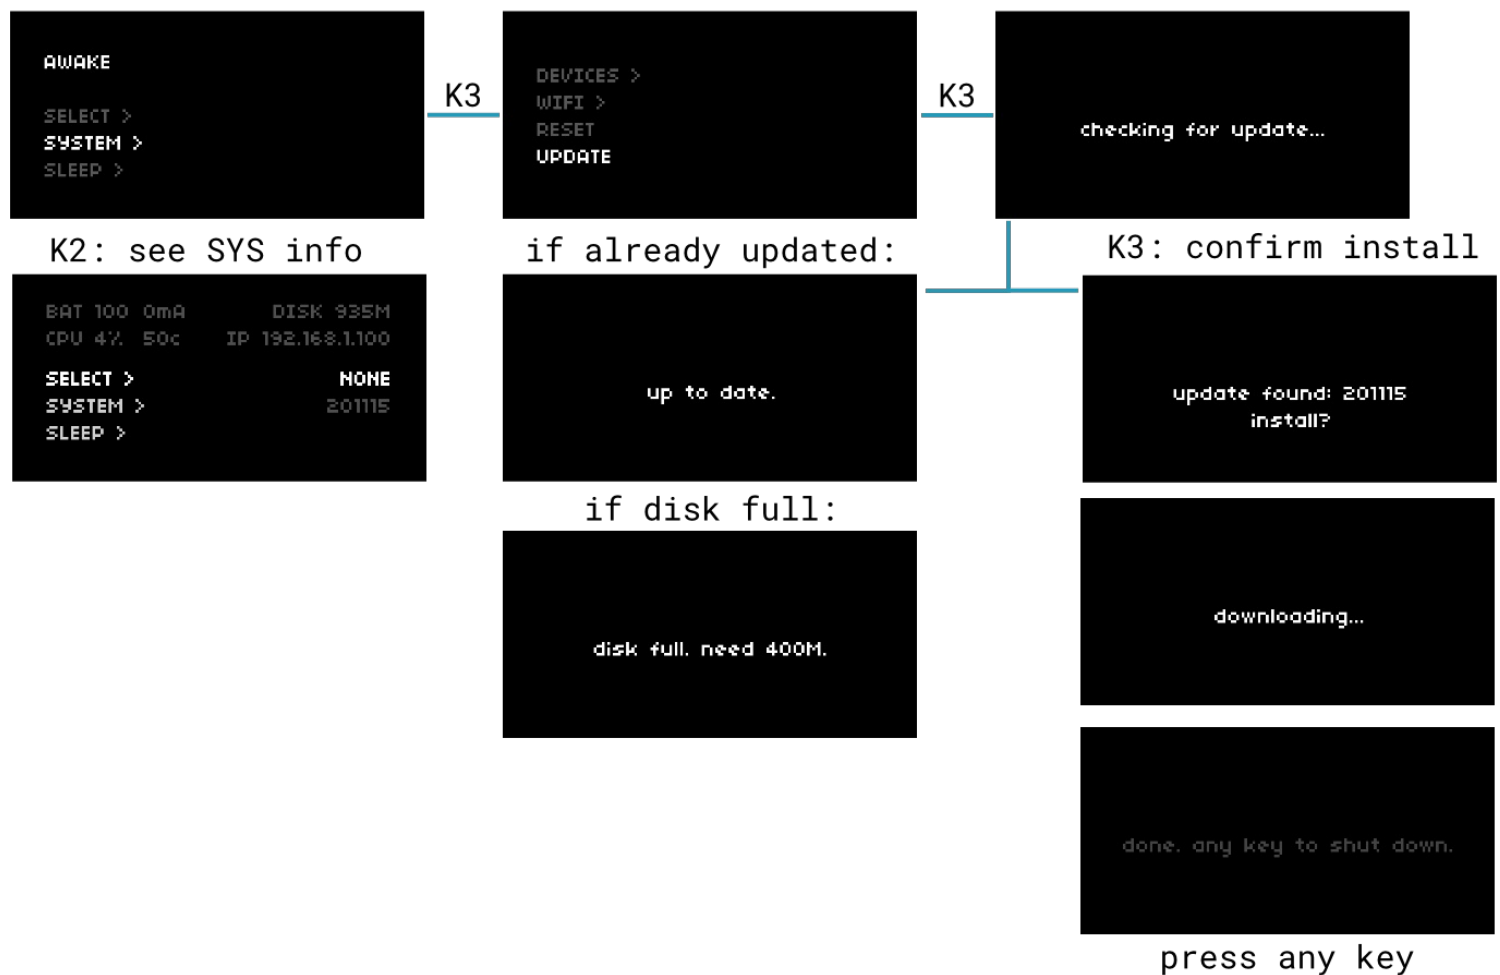 AWAKE
SELECT >
SYSTEM >
SLEEP >
K3
DEVICES >
WIFI >
RESET
UPDATE
K3
checking for update...
K2: see SYS info
BAT 100 0mA DISK 935M
CPU 4% 50c IP 192.168.1.100
SELECT > NONE
SYSTEM > 201115
SLEEP >
if already updated:
up to date.
if disk full:
disk full. need 400M.
K3: confirm install
update found: 201115
install?
downloading...
done. any key to shut down.
press any key